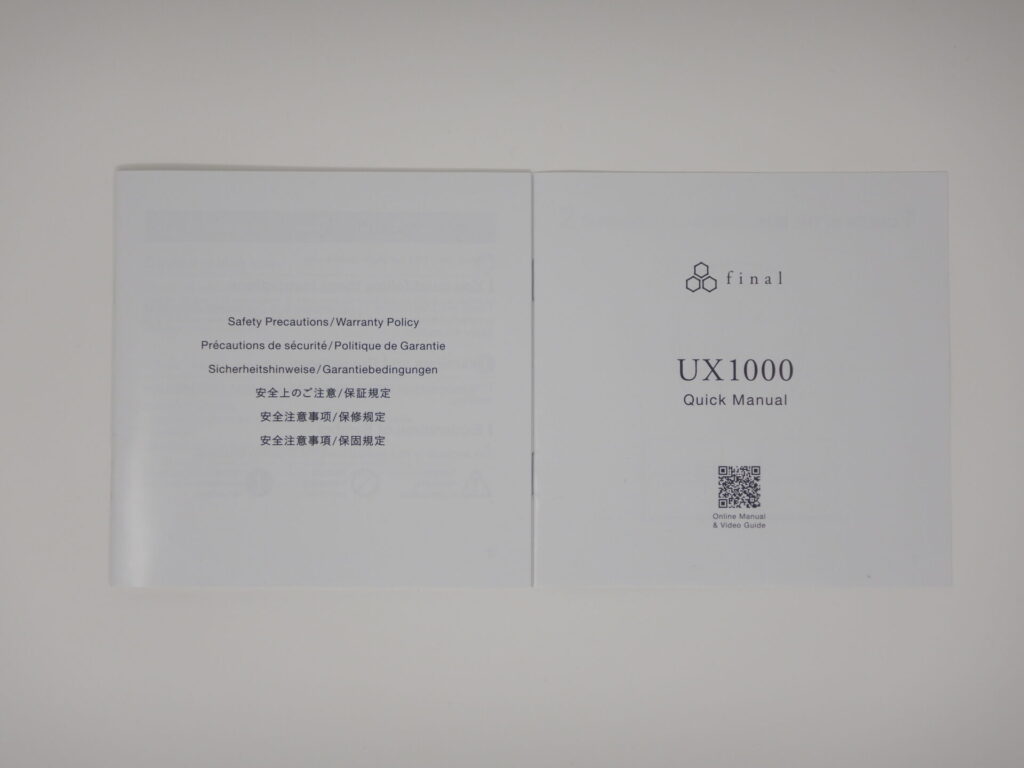 Safety Precautions/Warranty Policy
Précautions de sécurité/Politique de Garantie
Sicherheitshinweise/Garantiebedingungen
安全上のご注意/保証規定
安全注意事项/保修规定
安全注意事項/保固規定
final
UX1000
Quick Manual
Online Manual
& Video Guide